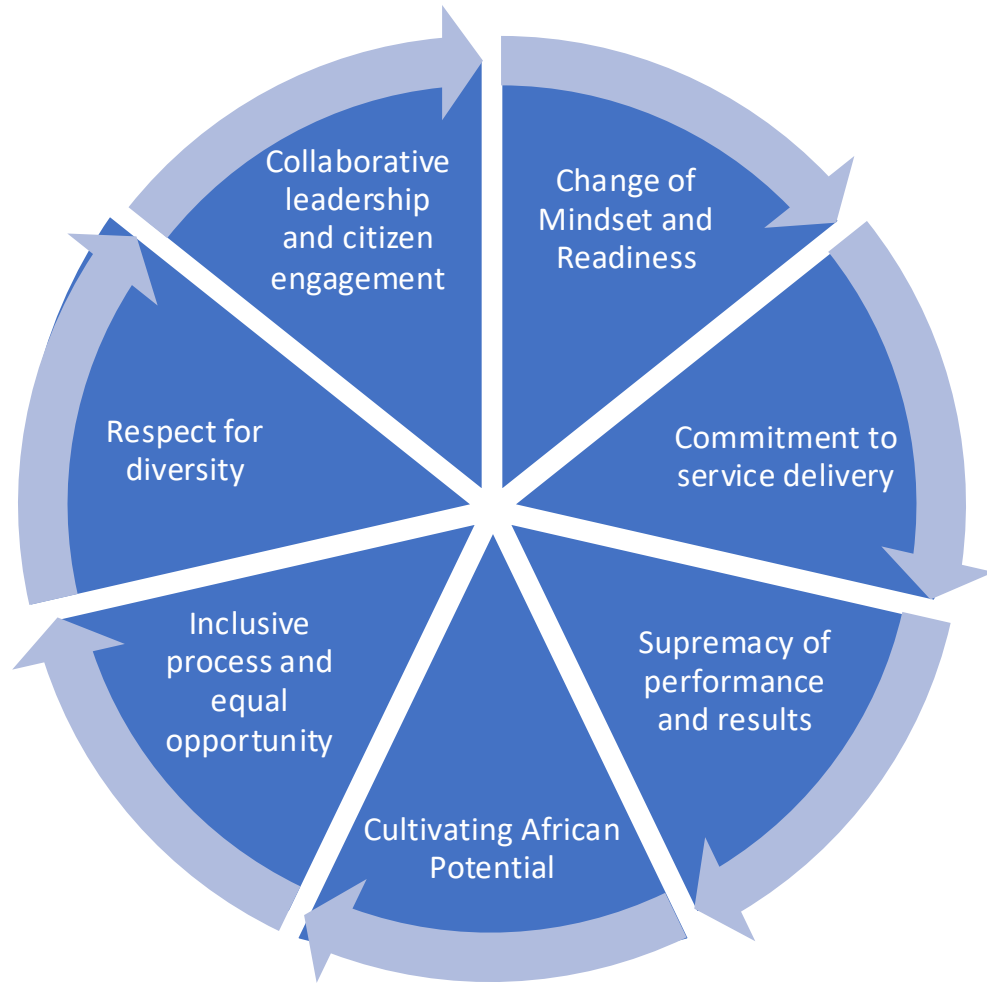 Change of
Mindset and
Readiness
Commitment to
service delivery
Supremacy of
performance
and results
Cultivating African
Potential
Inclusive
process and
equal
opportunity
Respect for
diversity
Collaborative
leadership
and citizen
engagement